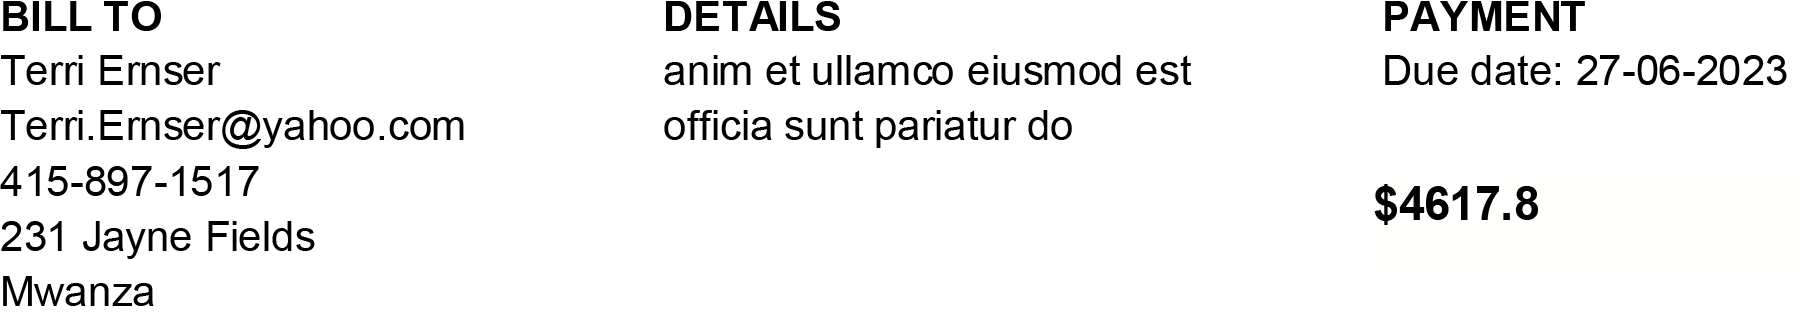 BILL TO
Terri Ernser
Terri.Ernser@yahoo.com
415-897-1517
231 Jayne Fields
Mwanza
DETAILS
anim et ullamco eiusmod est
officia sunt pariatur do
PAYMENT
Due date: 27-06-2023
$4617.8